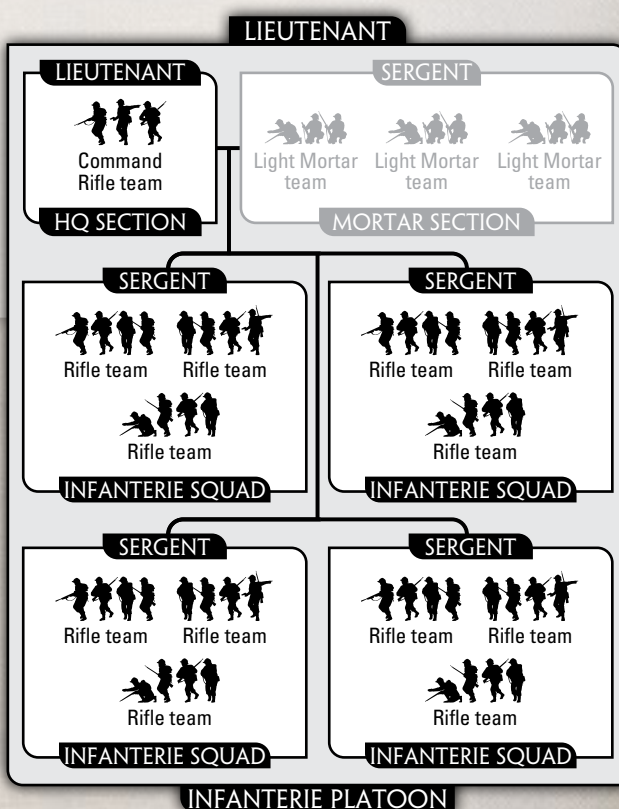 LIEUTENANT
LIEUTENANT
Command
Rifle team
HQ SECTION
SERGENT
Light Mortar
team
Light Mortar
team
Light Mortar
team
MORTAR SECTION
SERGENT
Rifle team
Rifle team
Rifle team
INFANTERIE SQUAD
SERGENT
Rifle team
Rifle team
Rifle team
INFANTERIE SQUAD
SERGENT
Rifle team
Rifle team
Rifle team
INFANTERIE SQUAD
SERGENT
Rifle team
Rifle team
Rifle team
INFANTERIE SQUAD
INFANTERIE PLATOON